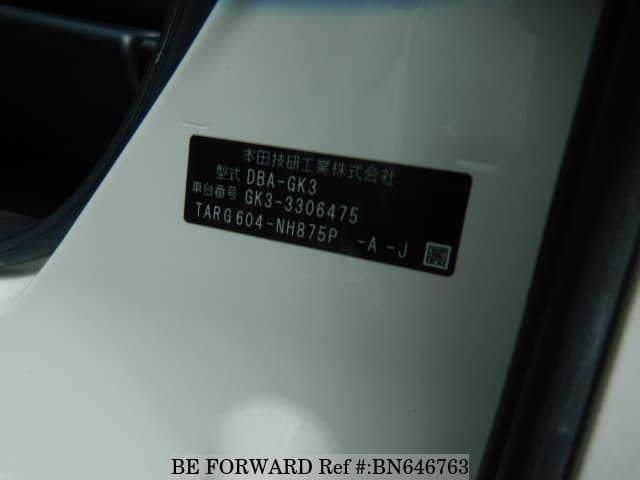 本田技研工業株式会社
型式 DBA-GK3
車台番号 GK3-3306475
TARG604-NH875P -A -J
BE FORWARD Ref #:BN646763